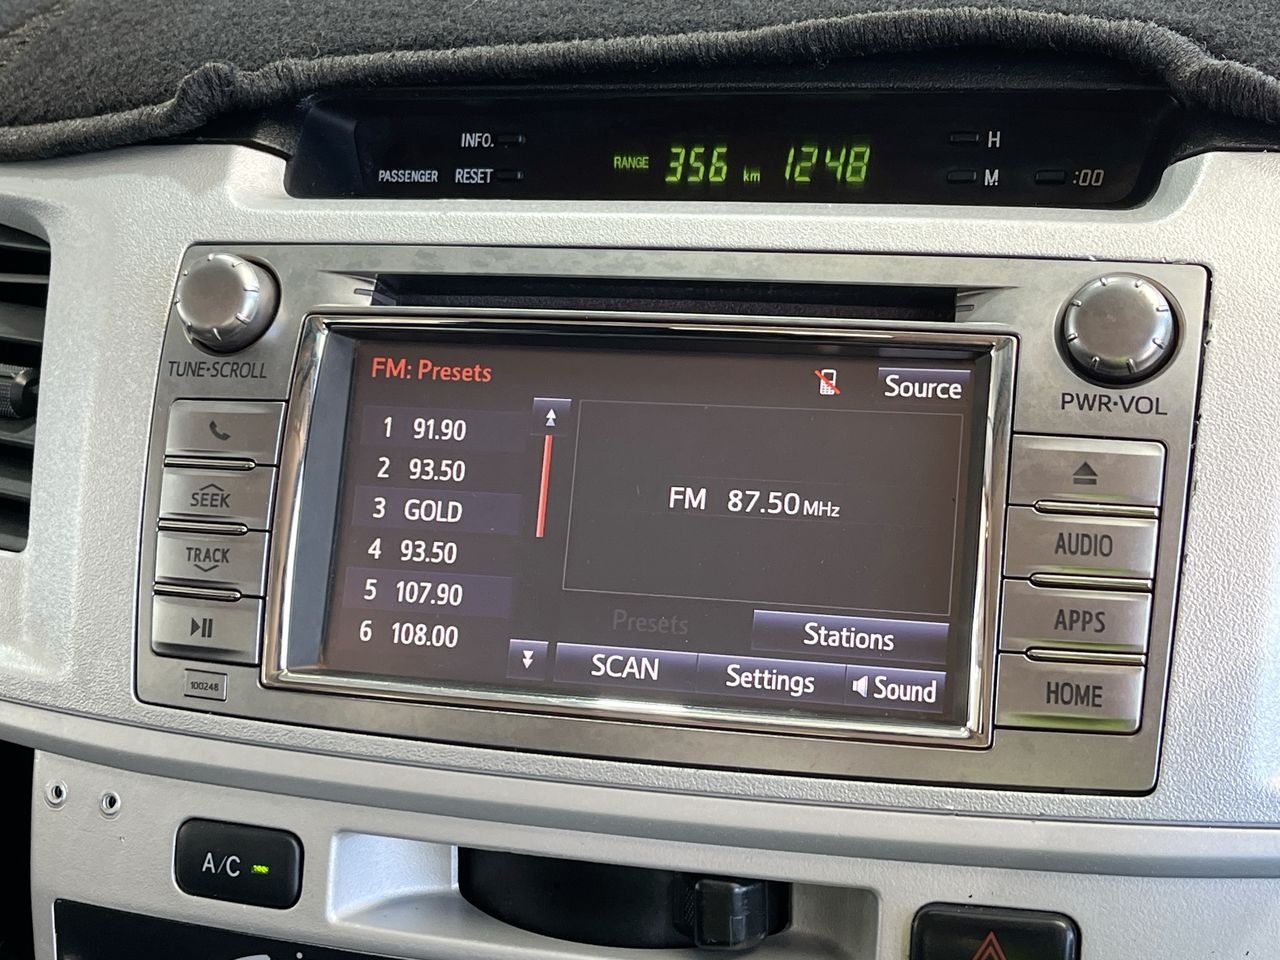 INFO.
H
RANGE 356 km 1248
PASSENGER RESET
M
:00
TUNE·SCROLL
PWR·VOL
FM: Presets
Source
1 91.90
2 93.50
3 GOLD
4 93.50
5 107.90
6 108.00
FM 87.50 MHz
Presets
Stations
SCAN
Settings
Sound
SEEK
TRACK
100248
AUDIO
APPS
HOME
A/C